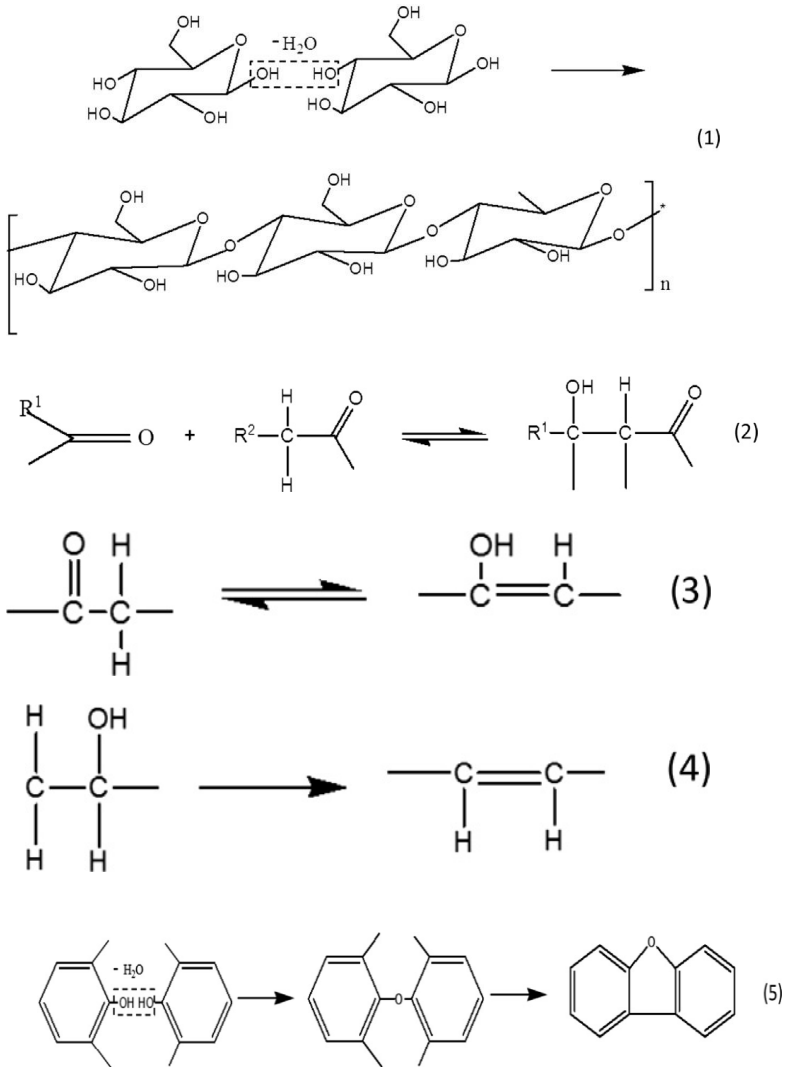 OH OH
- H₂O
O O
HO OH HO OH
HO OH HO OH
(1)
OH OH
O O O *
O O O
HO OH HO OH HO OH
n
R¹ O + R² C H H O OH H O R¹ C C (2)
O H OH H
C C C C (3)
H
H OH
C C C C (4)
H H H H
- H₂O
OH HO O O (5)